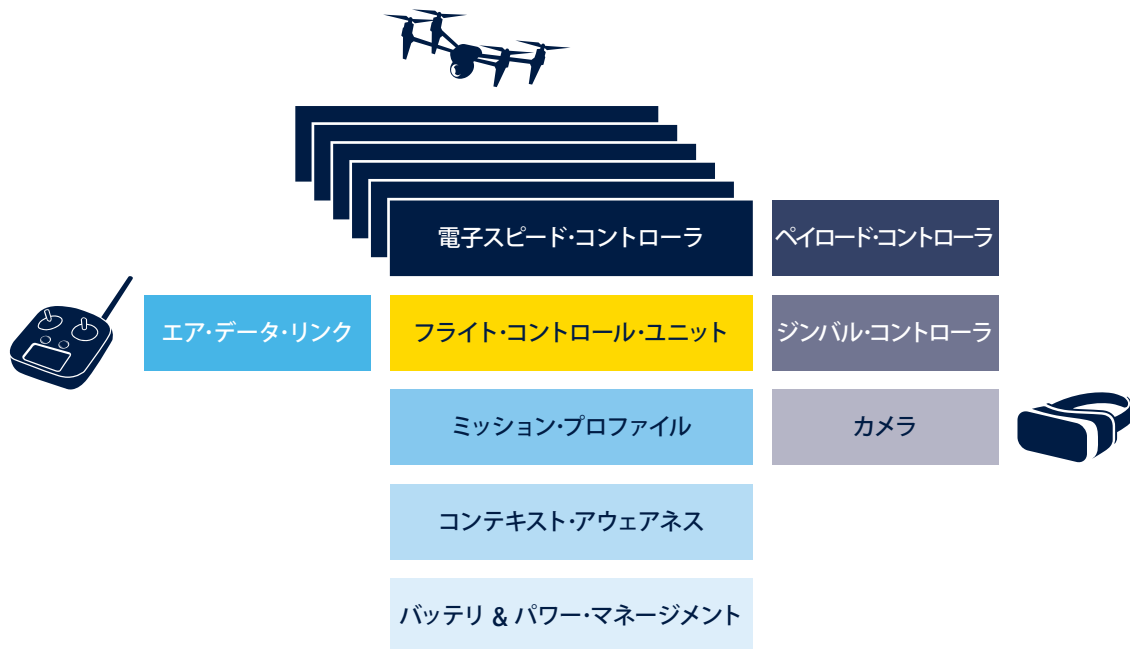 電子スピード・コントローラ
ペイロード・コントローラ
エア・データ・リンク
フライト・コントロール・ユニット
ジンバル・コントローラ
ミッション・プロファイル
カメラ
コンテキスト・アウェアネス
バッテリ & パワー・マネージメント